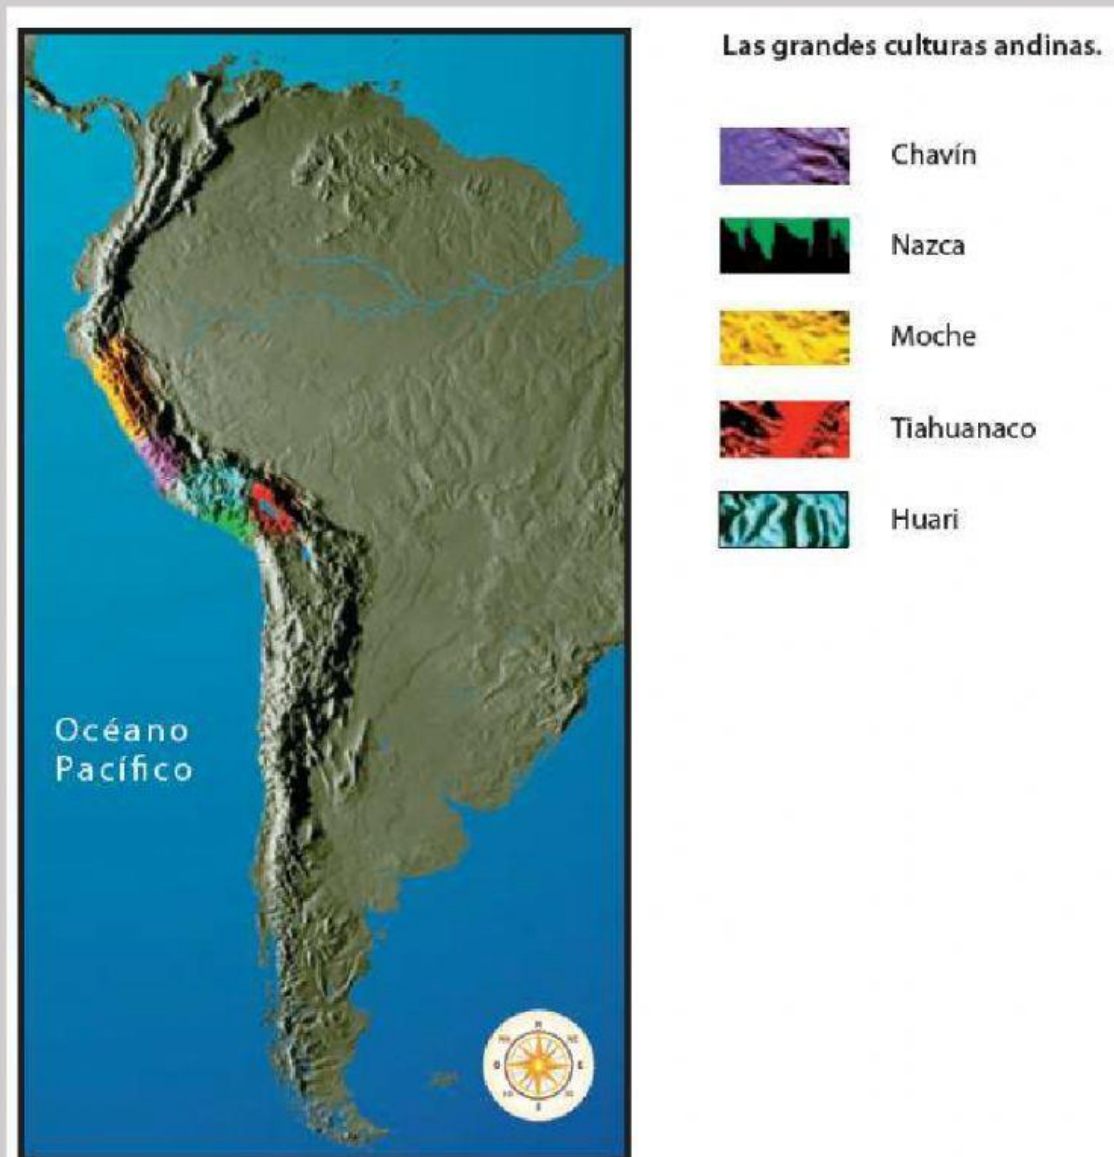 Las grandes culturas andinas.
Chavín
Nazca
Moche
Tiahuanaco
Huari
Océano
Pacífico
N
E
S
O